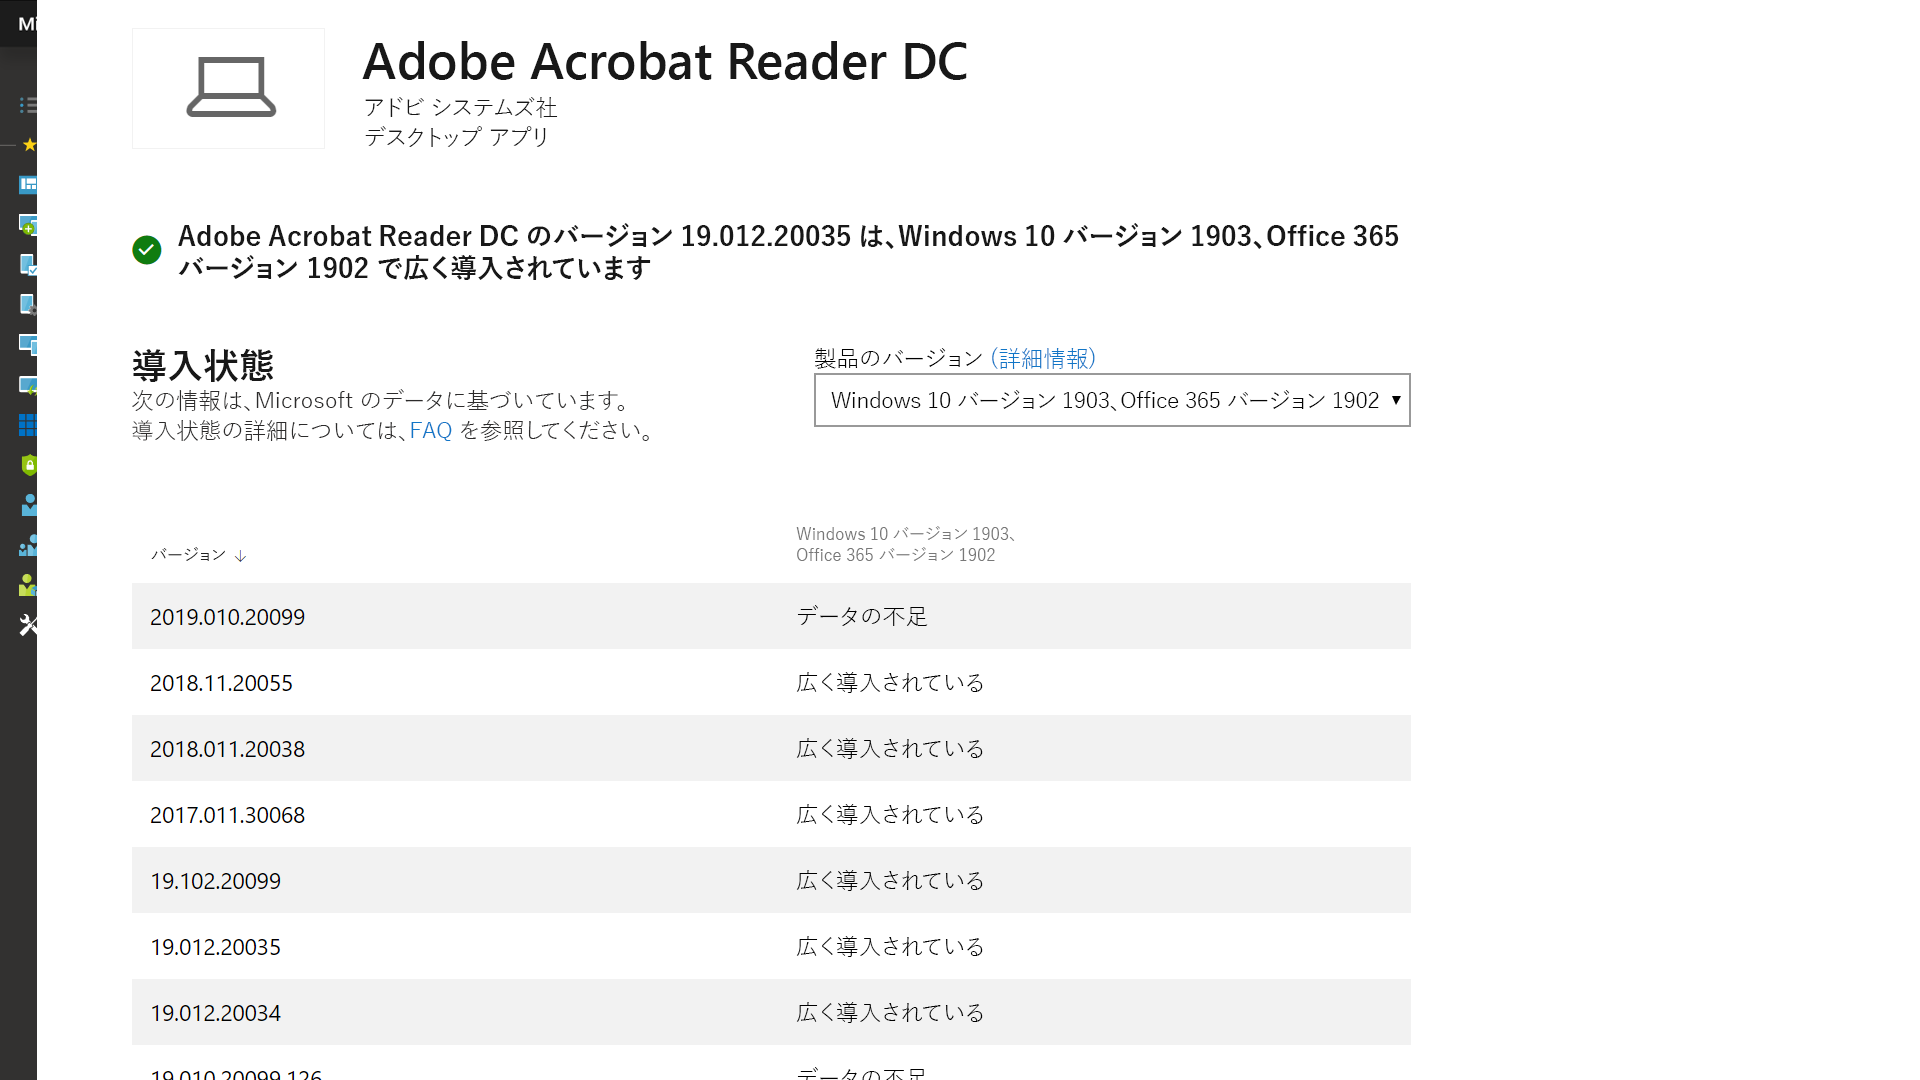 Mi
Adobe Acrobat Reader DC
アドビ システムズ社
デスクトップ アプリ
Adobe Acrobat Reader DC のバージョン 19.012.20035 は、Windows 10 バージョン 1903、Office 365
バージョン 1902 で広く導入されています
導入状態
次の情報は、Microsoft のデータに基づいています。
導入状態の詳細については、FAQ を参照してください。
製品のバージョン (詳細情報)
Windows 10 バージョン 1903、Office 365 バージョン 1902
バージョン ↓
Windows 10 バージョン 1903、
Office 365 バージョン 1902
2019.010.20099 データの不足
2018.11.20055 広く導入されている
2018.011.20038 広く導入されている
2017.011.30068 広く導入されている
19.102.20099 広く導入されている
19.012.20035 広く導入されている
19.012.20034 広く導入されている
19.010.20099.126 データの不足